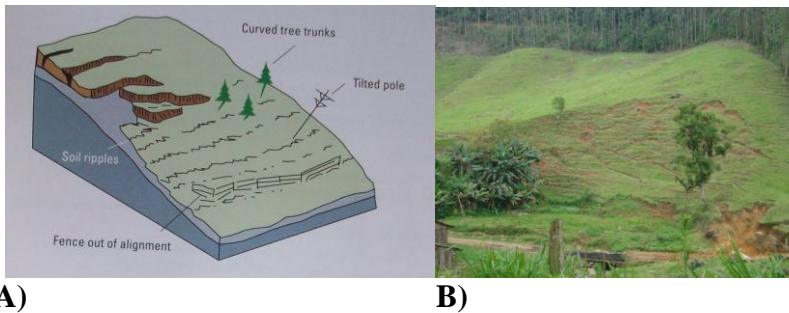 Curved tree trunks
Tilted pole
Soil ripples
Fence out of alignment
A)
B)